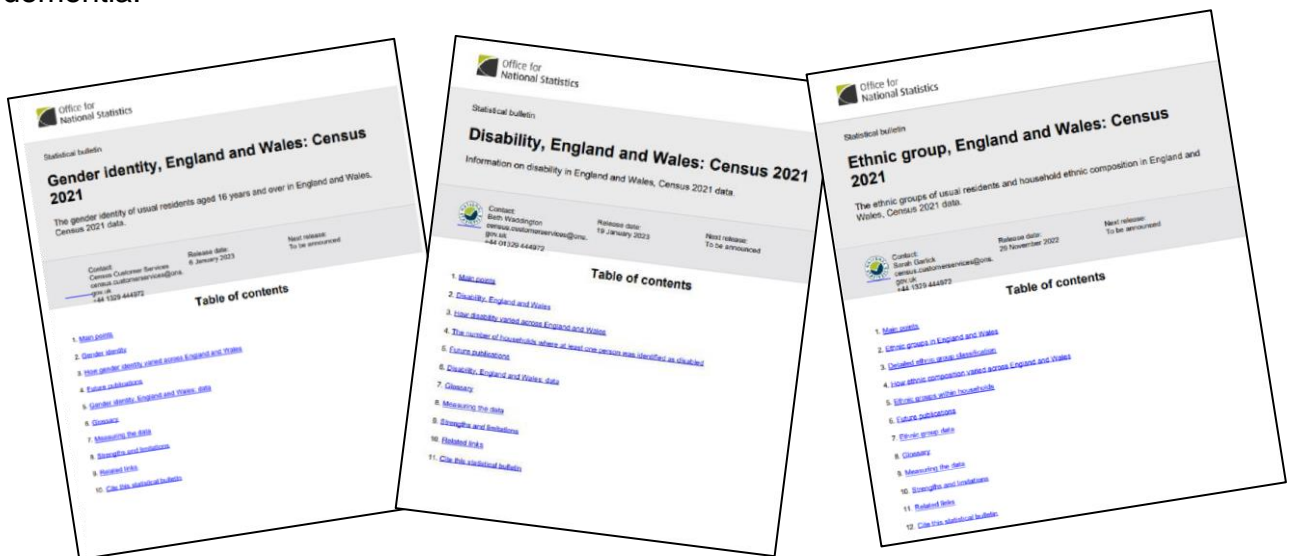 dementia.
Office for
National Statistics
Statistical bulletin
Gender identity, England and Wales: Census
2021
The gender identity of usual residents aged 16 years and over in England and Wales,
Census 2021 data.
Contact:
Census Customer Services
census.customerservices@ons.
gov.uk
+44 1329 444972
Release date:
6 January 2023
Next release:
To be announced
Table of contents
1. Main points
2. Gender identity
3. How gender identity varied across England and Wales
4. Future publications
5. Gender identity, England and Wales: data
6. Glossary
7. Measuring the data
8. Strengths and limitations
9. Related links
10. Cite this statistical bulletin
Office for
National Statistics
Statistical bulletin
Disability, England and Wales: Census 2021
Information on disability in England and Wales, Census 2021 data.
Contact:
Beth Waddington
census.customerservices@ons.
gov.uk
+44 01329 444972
Release date:
19 January 2023
Next release:
To be announced
Table of contents
1. Main points
2. Disability, England and Wales
3. How disability varied across England and Wales
4. The number of households where at least one person was identified as disabled
5. Future publications
6. Disability, England and Wales: data
7. Glossary
8. Measuring the data
9. Strengths and limitations
10. Related links
11. Cite this statistical bulletin
Office for
National Statistics
Statistical bulletin
Ethnic group, England and Wales: Census
2021
The ethnic groups of usual residents and household ethnic composition in England and
Wales, Census 2021 data.
Contact:
Sarah Garlick
census.customerservices@ons.
gov.uk
+44 1329 444972
Release date:
29 November 2022
Next release:
To be announced
Table of contents
1. Main points
2. Ethnic groups in England and Wales
3. Detailed ethnic group classification
4. How ethnic composition varied across England and Wales
5. Ethnic groups within households
6. Future publications
7. Ethnic group data
8. Glossary
9. Measuring the data
10. Strengths and limitations
11. Related links
12. Cite this statistical bulletin